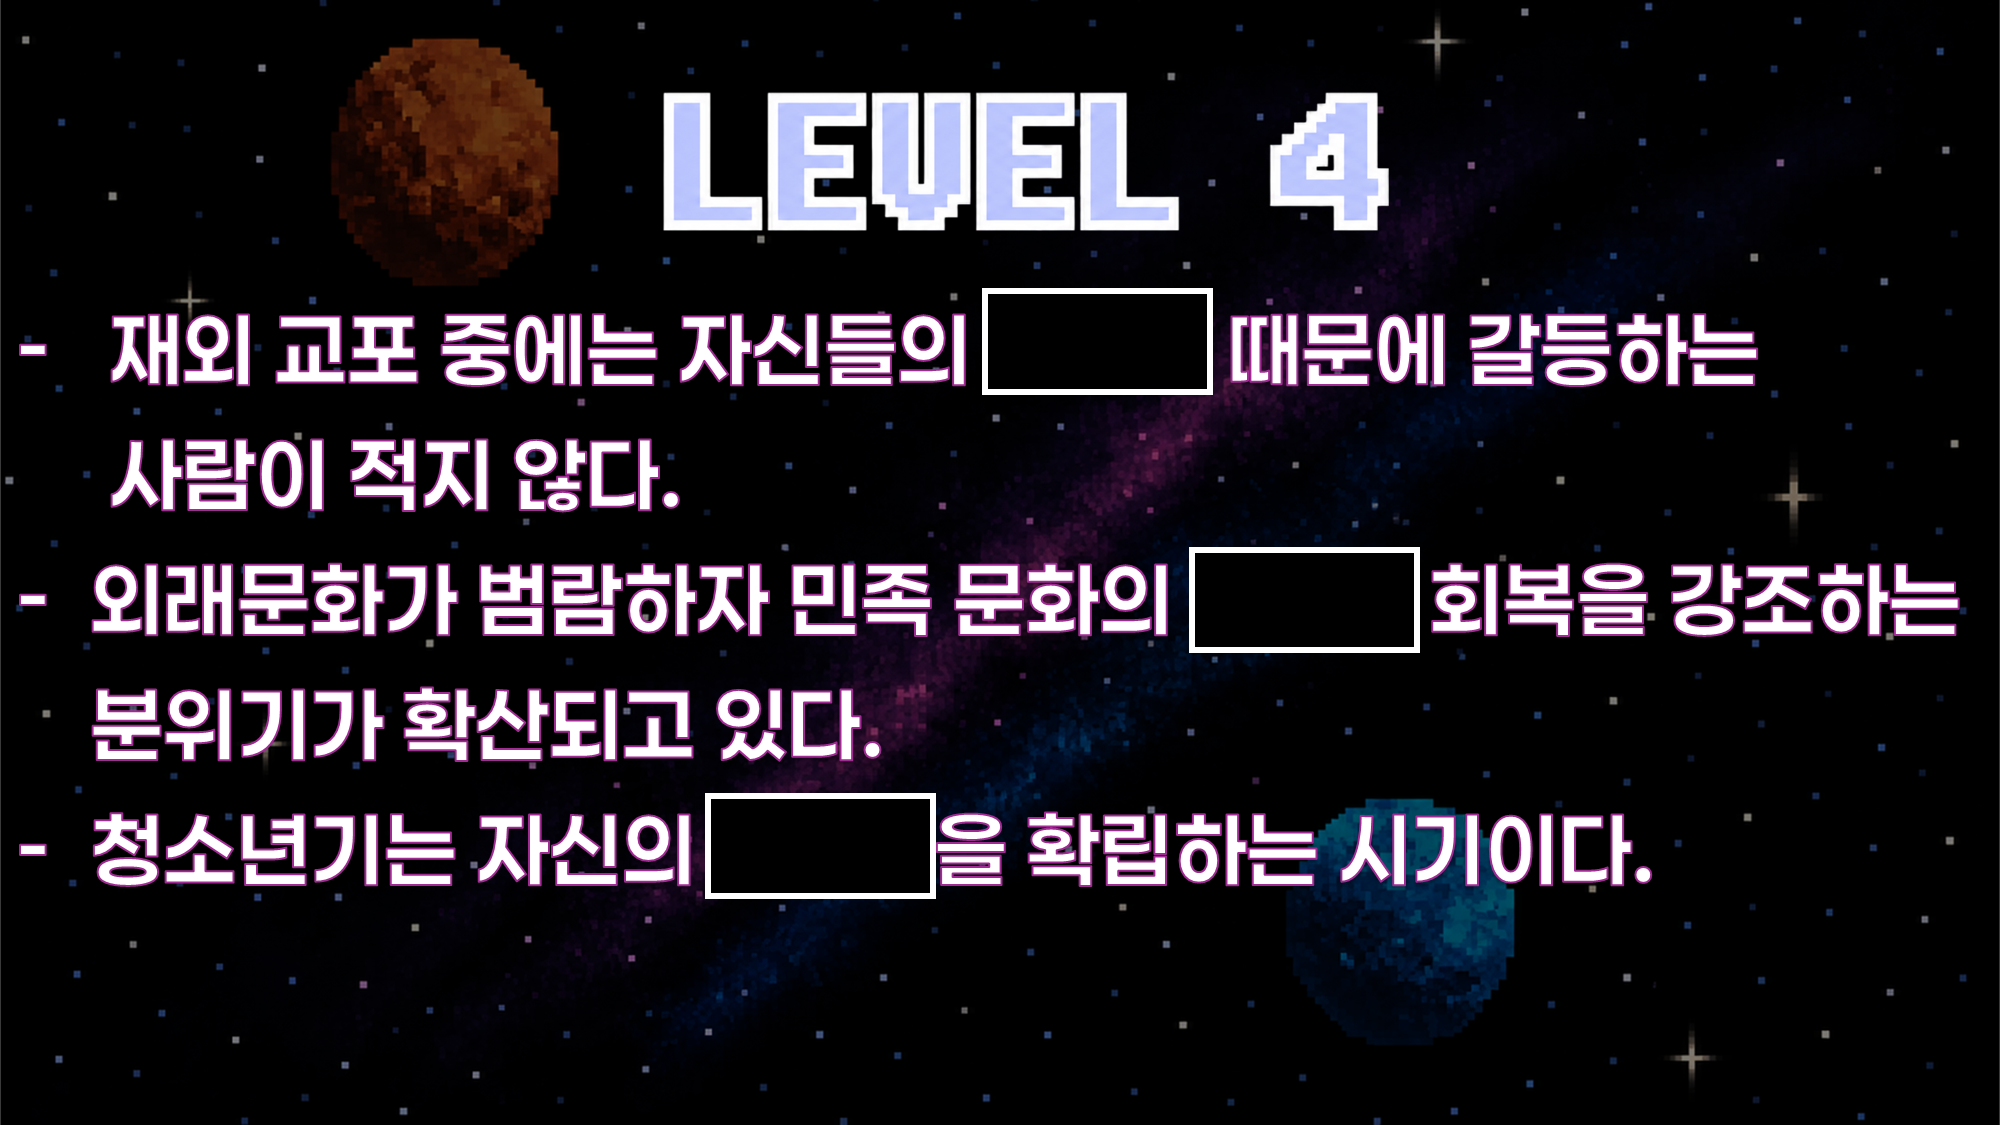 LEVEL 4
- 재외 교포 중에는 자신들의 때문에 갈등하는
사람이 적지 않다.
- 외래문화가 범람하자 민족 문화의 회복을 강조하는
분위기가 확산되고 있다.
- 청소년기는 자신의 을 확립하는 시기이다.